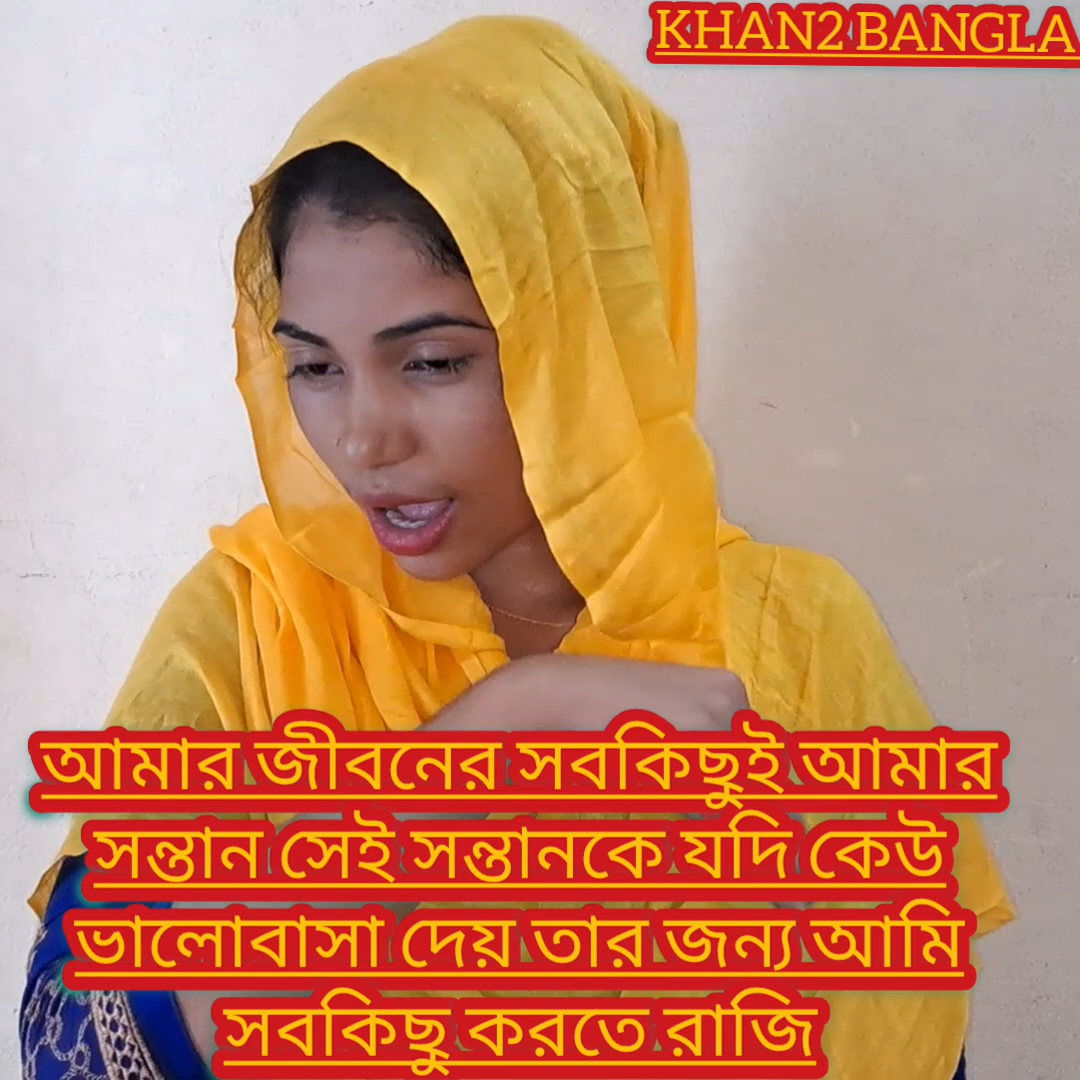 KHAN2 BANGLA
আমার জীবনের সবকিছুই আমার
সন্তান সেই সন্তানকে যদি কেউ
ভালোবাসা দেয় তার জন্য আমি
সবকিছু করতে রাজি